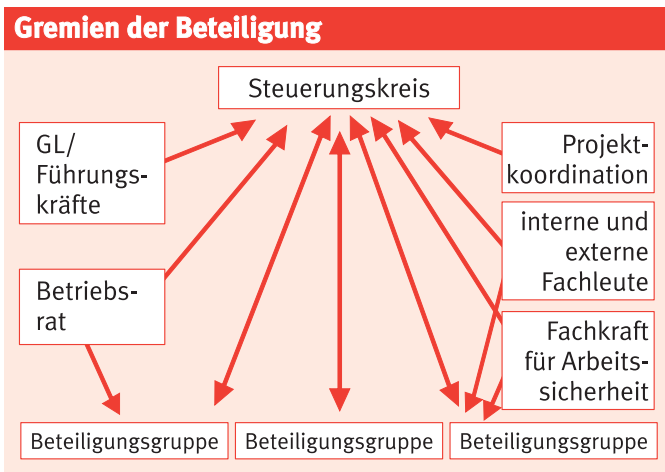 Gremien der Beteiligung
Steuerungskreis
GL/
Führungs-
kräfte
Betriebs-
rat
Projekt-
koordination
interne und
externe
Fachleute
Fachkraft
für Arbeits-
sicherheit
Beteiligungsgruppe
Beteiligungsgruppe
Beteiligungsgruppe